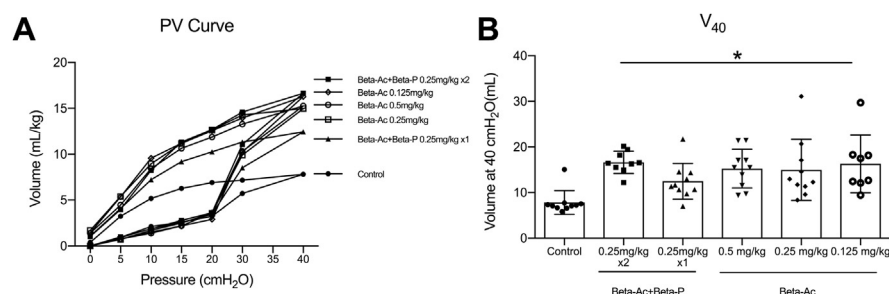 A
PV Curve
20
15
10
5
0
Volume (mL/kg)
0 5 10 15 20 30 40
Pressure (cmH2O)
Beta-Ac+Beta-P 0.25mg/kg x2
Beta-Ac 0.125mg/kg
Beta-Ac 0.5mg/kg
Beta-Ac 0.25mg/kg
Beta-Ac+Beta-P 0.25mg/kg x1
Control
B
V40
*
40
30
20
10
0
Volume at 40 cmH2O(mL)
Control 0.25mg/kg 0.25mg/kg 0.5 mg/kg 0.25 mg/kg 0.125 mg/kg
x2 x1
Beta-Ac+Beta-P Beta-Ac